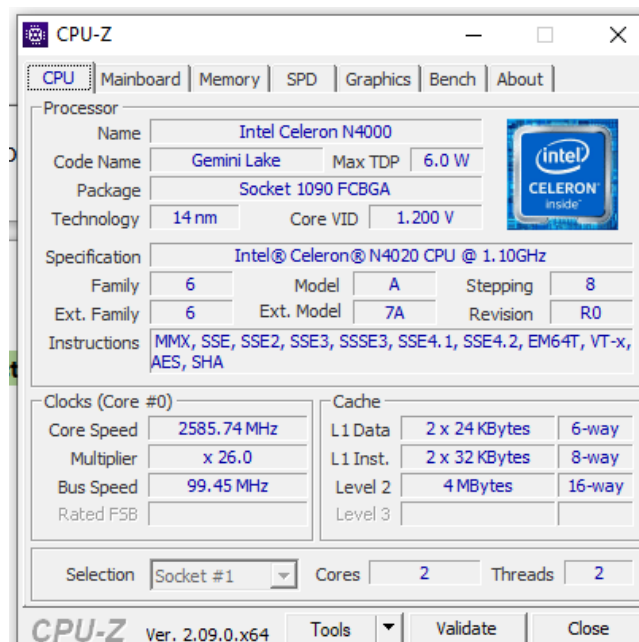 CPU-Z
CPU Mainboard Memory SPD Graphics Bench About
Processor
Name Intel Celeron N4000
Code Name Gemini Lake Max TDP 6.0 W
Package Socket 1090 FCBGA
Technology 14 nm Core VID 1.200 V
intel
CELERON®
inside™
Specification Intel® Celeron® N4020 CPU @ 1.10GHz
Family 6 Model A Stepping 8
Ext. Family 6 Ext. Model 7A Revision R0
Instructions MMX, SSE, SSE2, SSE3, SSSE3, SSE4.1, SSE4.2, EM64T, VT-x,
AES, SHA
Clocks (Core #0) Cache
Core Speed 2585.74 MHz L1 Data 2 x 24 KBytes 6-way
Multiplier x 26.0 L1 Inst. 2 x 32 KBytes 8-way
Bus Speed 99.45 MHz Level 2 4 MBytes 16-way
Rated FSB Level 3
Selection Socket #1 Cores 2 Threads 2
CPU-Z Ver. 2.09.0.x64 Tools Validate Close